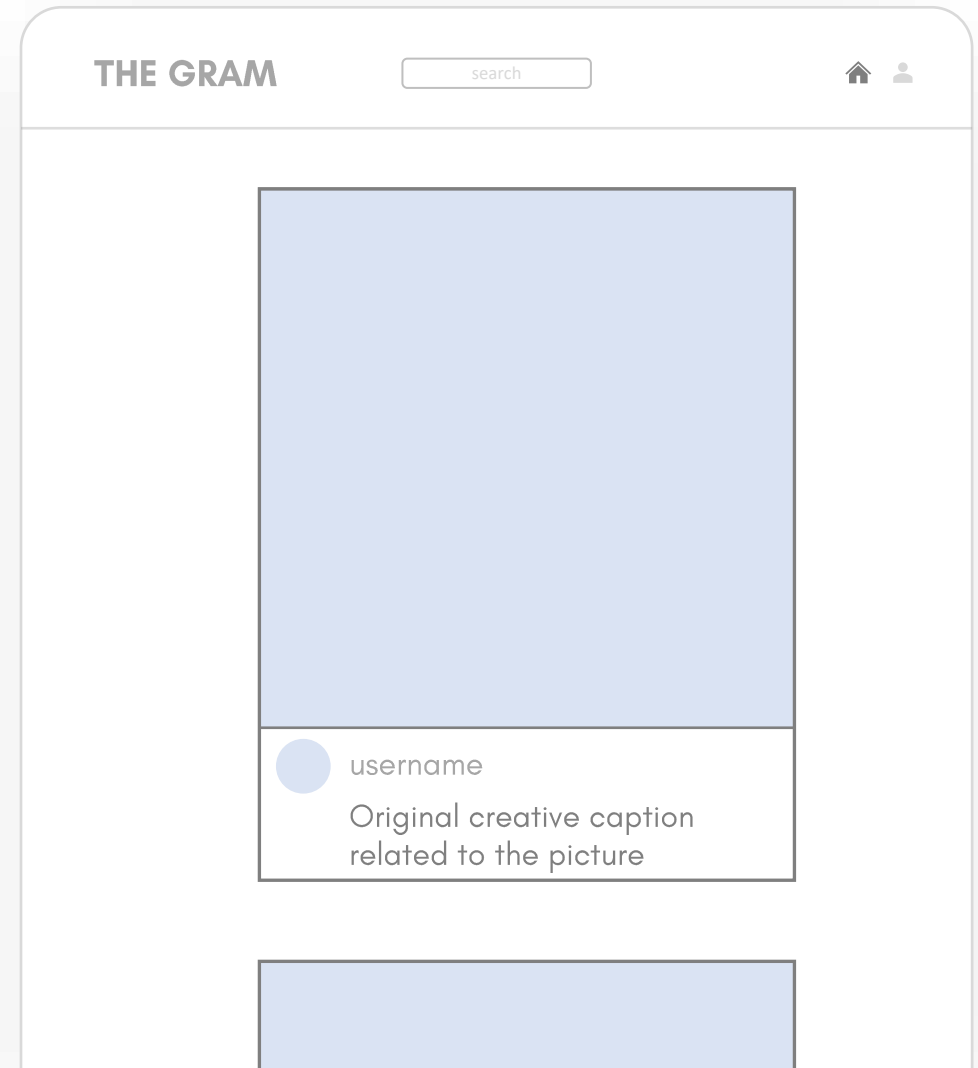 THE GRAM
search
username
Original creative caption
related to the picture